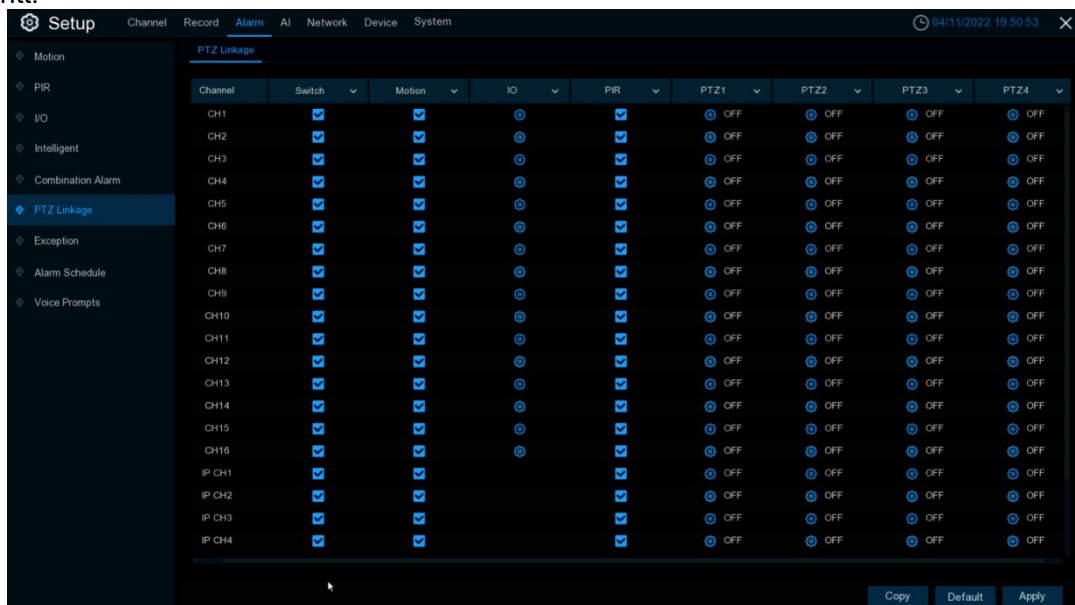 Setup Channel Record Alarm AI Network Device System 04/11/2022 19:50:53
PTZ Linkage
Motion
PIR
I/O
Intelligent
Combination Alarm
PTZ Linkage
Exception
Alarm Schedule
Voice Prompts
Channel Switch Motion IO PIR PTZ1 PTZ2 PTZ3 PTZ4
CH1 OFF OFF OFF OFF
CH2 OFF OFF OFF OFF
CH3 OFF OFF OFF OFF
CH4 OFF OFF OFF OFF
CH5 OFF OFF OFF OFF
CH6 OFF OFF OFF OFF
CH7 OFF OFF OFF OFF
CH8 OFF OFF OFF OFF
CH9 OFF OFF OFF OFF
CH10 OFF OFF OFF OFF
CH11 OFF OFF OFF OFF
CH12 OFF OFF OFF OFF
CH13 OFF OFF OFF OFF
CH14 OFF OFF OFF OFF
CH15 OFF OFF OFF OFF
CH16 OFF OFF OFF OFF
IP CH1 OFF OFF OFF OFF
IP CH2 OFF OFF OFF OFF
IP CH3 OFF OFF OFF OFF
IP CH4 OFF OFF OFF OFF
Copy Default Apply